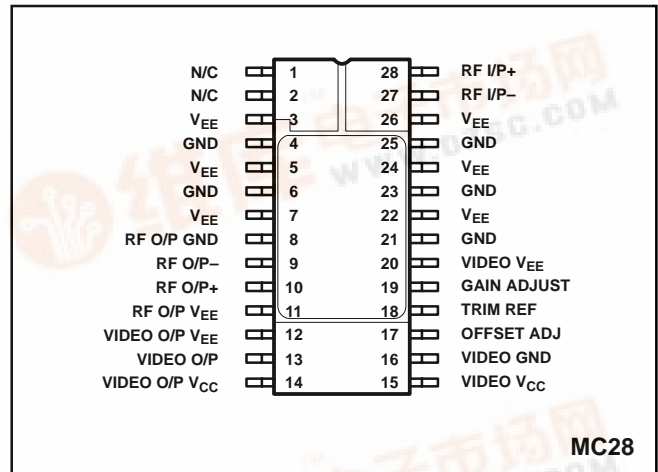 N/C 1 28 RF I/P+
N/C 2 27 RF I/P–
VEE 3 26 VEE
GND 4 25 GND
VEE 5 24 VEE
GND 6 23 GND
VEE 7 22 VEE
RF O/P GND 8 21 GND
RF O/P– 9 20 VIDEO VEE
RF O/P+ 10 19 GAIN ADJUST
RF O/P VEE 11 18 TRIM REF
VIDEO O/P VEE 12 17 OFFSET ADJ
VIDEO O/P 13 16 VIDEO GND
VIDEO O/P VCC 14 15 VIDEO VCC
MC28